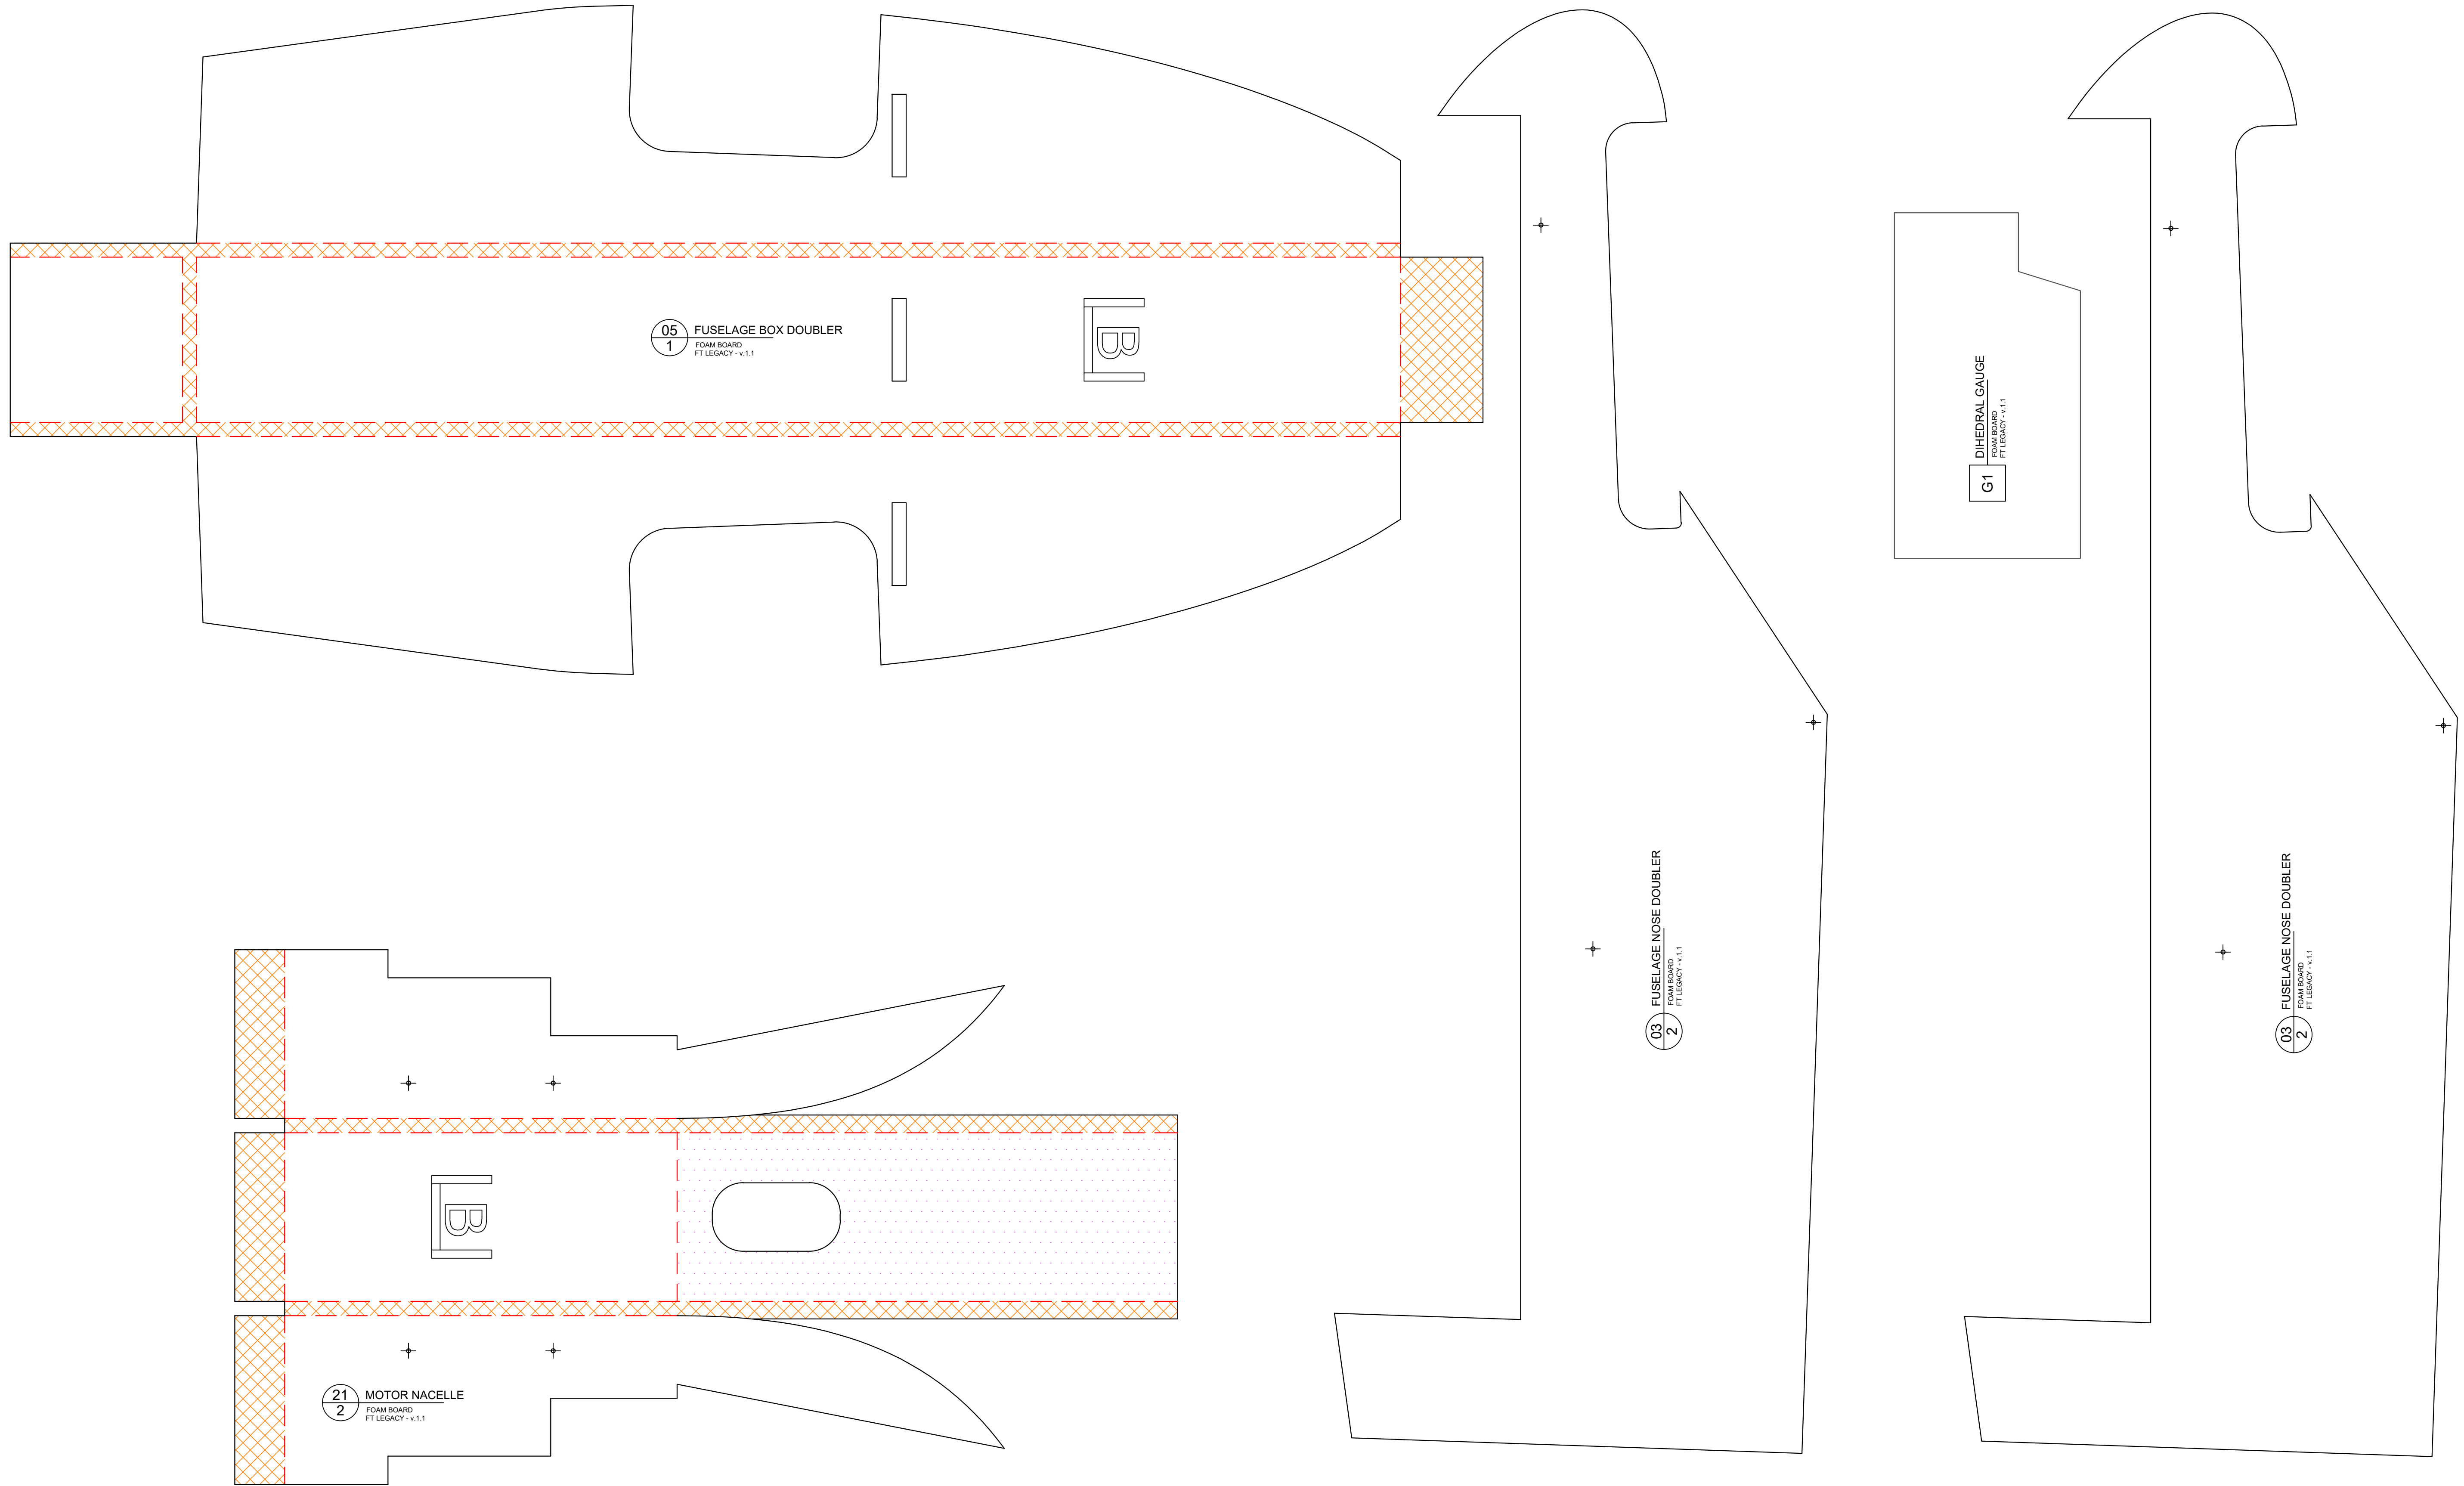 05
1
FUSELAGE BOX DOUBLER
FOAM BOARD
FT LEGACY - v.1.1
B
G1
DIHEDRAL GAUGE
FOAM BOARD
FT LEGACY - v.1.1
03
2
FUSELAGE NOSE DOUBLER
FOAM BOARD
FT LEGACY - v.1.1
03
2
FUSELAGE NOSE DOUBLER
FOAM BOARD
FT LEGACY - v.1.1
B
21
2
MOTOR NACELLE
FOAM BOARD
FT LEGACY - v.1.1